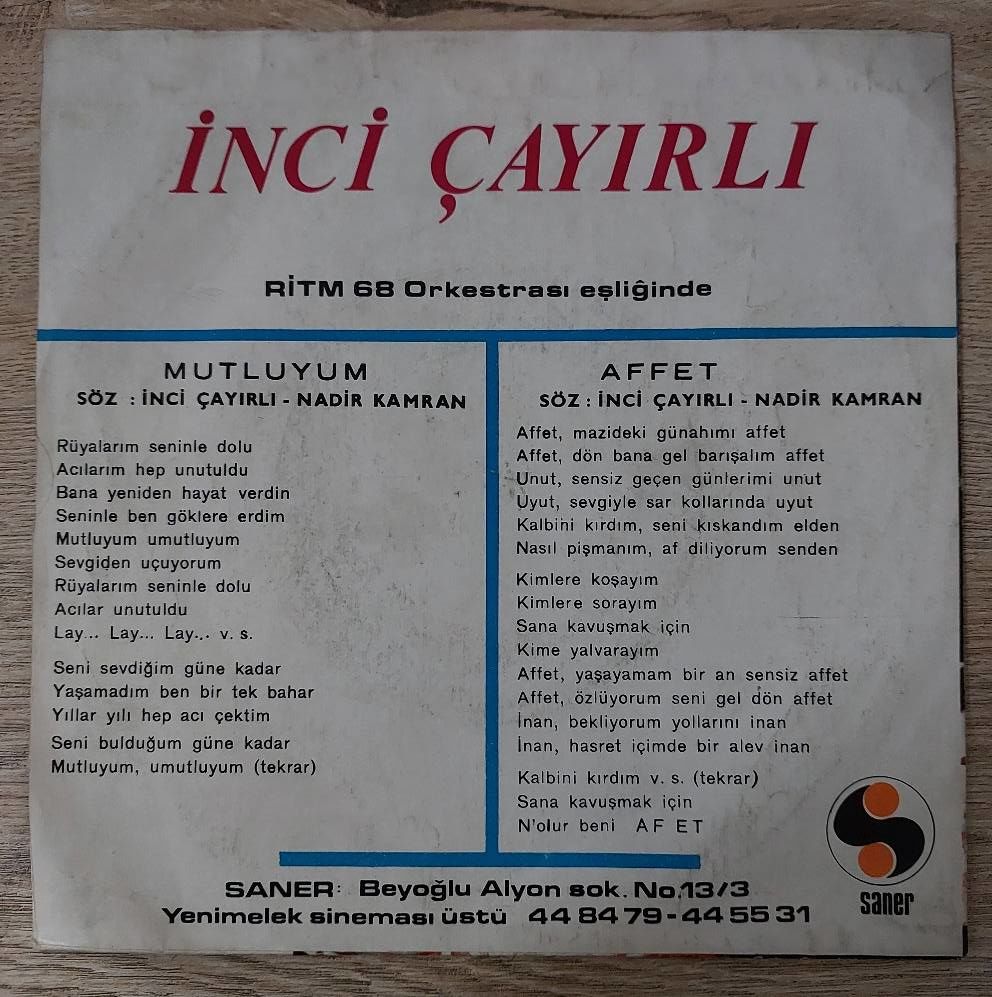 İNCİ ÇAYIRLI
RİTM 68 Orkestrası eşliğinde
MUTLUYUM
SÖZ : İNCİ ÇAYIRLI - NADİR KAMRAN
Rüyalarım seninle dolu
Acılarım hep unutuldu
Bana yeniden hayat verdin
Seninle ben göklere erdim
Mutluyum umutluyum
Sevgiden uçuyorum
Rüyalarım seninle dolu
Acılar unutuldu
Lay... Lay... Lay... v. s.
Seni sevdiğim güne kadar
Yaşamadım ben bir tek bahar
Yıllar yılı hep acı çektim
Seni bulduğum güne kadar
Mutluyum, umutluyum (tekrar)
AFFET
SÖZ : İNCİ ÇAYIRLI - NADİR KAMRAN
Affet, mazideki günahımı affet
Affet, dön bana gel barışalım affet
Unut, sensiz geçen günlerimi unut
Uyut, sevgiyle sar kollarında uyut
Kalbini kırdım, seni kıskandım elden
Nasıl pişmanım, af diliyorum senden
Kimlere koşayım
Kimlere sorayım
Sana kavuşmak için
Kime yalvarayım
Affet, yaşayamam bir an sensiz affet
Affet, özlüyorum seni gel dön affet
İnan, bekliyorum yollarını inan
İnan, hasret içimde bir alev inan
Kalbini kırdım v. s. (tekrar)
Sana kavuşmak için
N'olur beni AFET
saner
SANER: Beyoğlu Alyon sok. No.13/3
Yenimelek sineması üstü 44 84 79 - 44 55 31